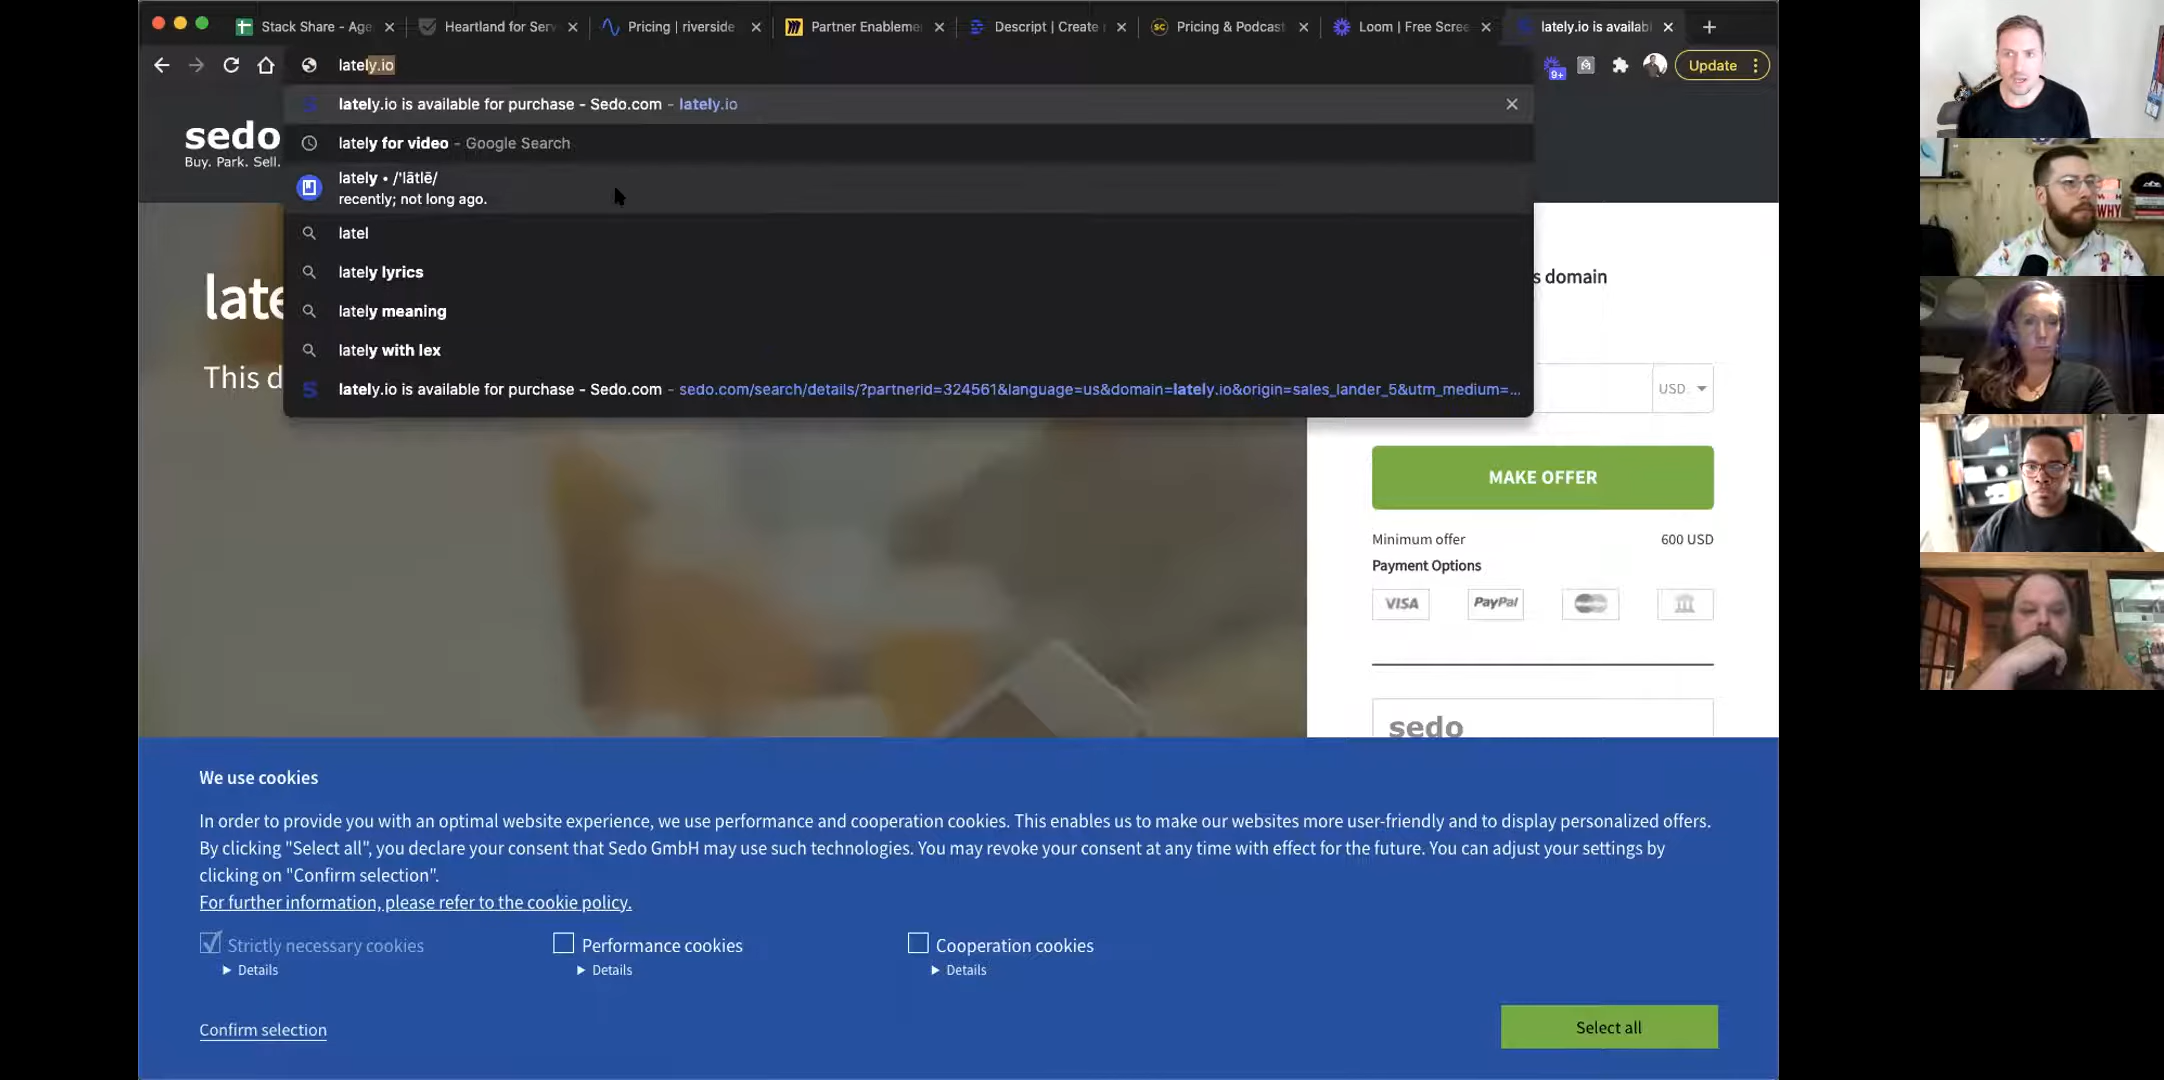 Stack Share - Age
Heartland for Serv
Pricing | riverside
Partner Enableme
Descript | Create
Pricing & Podcast
Loom | Free Scree
lately.io is availab
lately.io
9+
Update
lately.io is available for purchase - Sedo.com - lately.io
lately for video - Google Search
lately • /ˈlātlē/
recently; not long ago.
latel
lately lyrics
lately meaning
lately with lex
lately.io is available for purchase - Sedo.com - sedo.com/search/details/?partnerid=324561&language=us&domain=lately.io&origin=sales_lander_5&utm_medium=...
sedo
Buy. Park. Sell.
late
This d
s domain
USD
MAKE OFFER
Minimum offer 600 USD
Payment Options
VISA PayPal
sedo
We use cookies
In order to provide you with an optimal website experience, we use performance and cooperation cookies. This enables us to make our websites more user-friendly and to display personalized offers.
By clicking "Select all", you declare your consent that Sedo GmbH may use such technologies. You may revoke your consent at any time with effect for the future. You can adjust your settings by
clicking on "Confirm selection".
For further information, please refer to the cookie policy.
Strictly necessary cookies
Details
Performance cookies
Details
Cooperation cookies
Details
Confirm selection
Select all
WHY